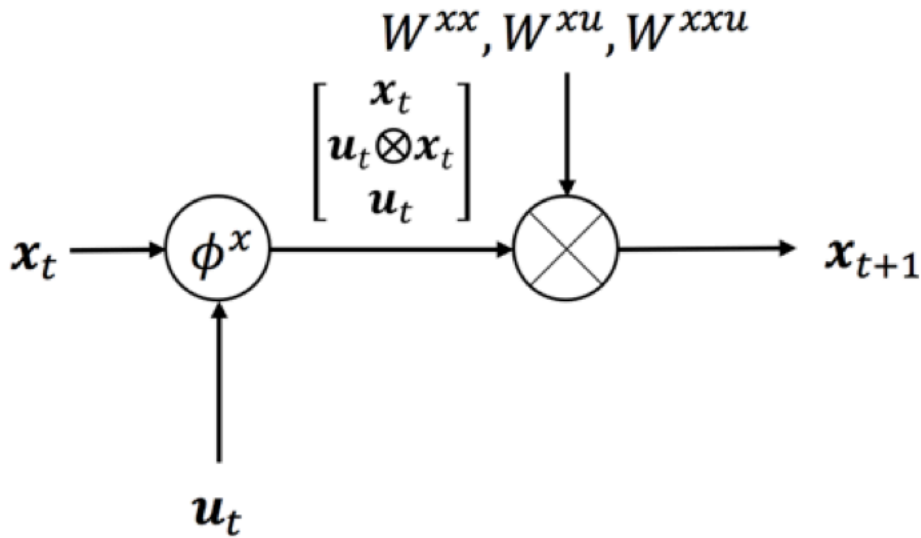 W^{xx}, W^{xu}, W^{xxu}
[x_t
u_t⊗x_t
u_t]
x_t
ϕ^x
x_{t+1}
u_t